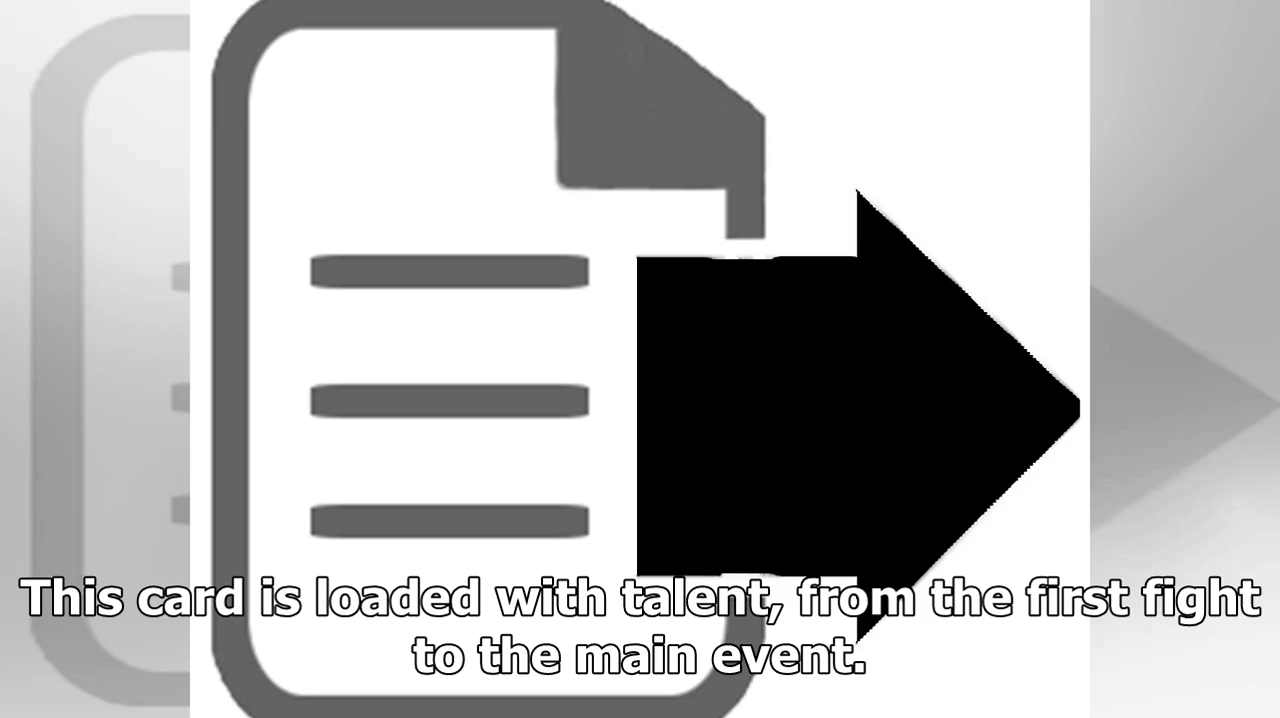 This card is loaded with talent, from the first fight
to the main event.